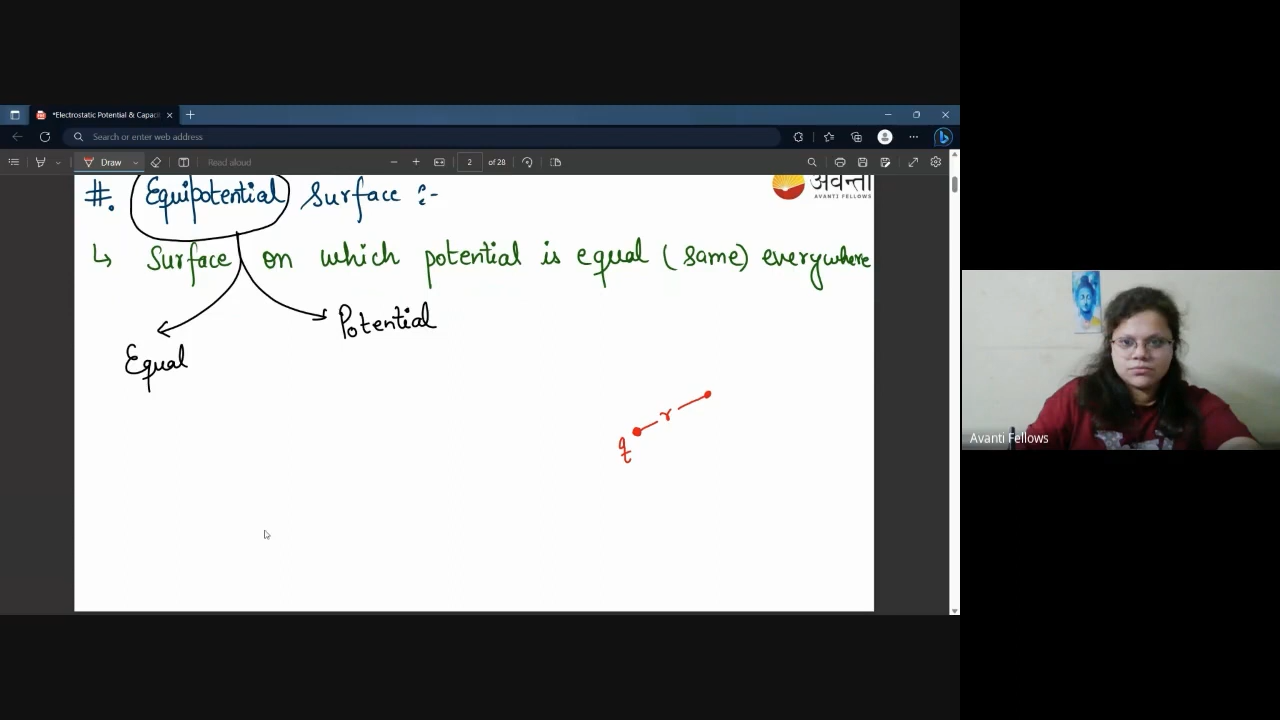 *Electrostatic Potential & Capaci
Search or enter web address
Draw
Read aloud
2 of 28
#. Equipotential Surface :-
अवन्ती
AVANTI FELLOWS
↳ Surface on which potential is equal (same) everywhere
Potential
Equal
r
q
Avanti Fellows